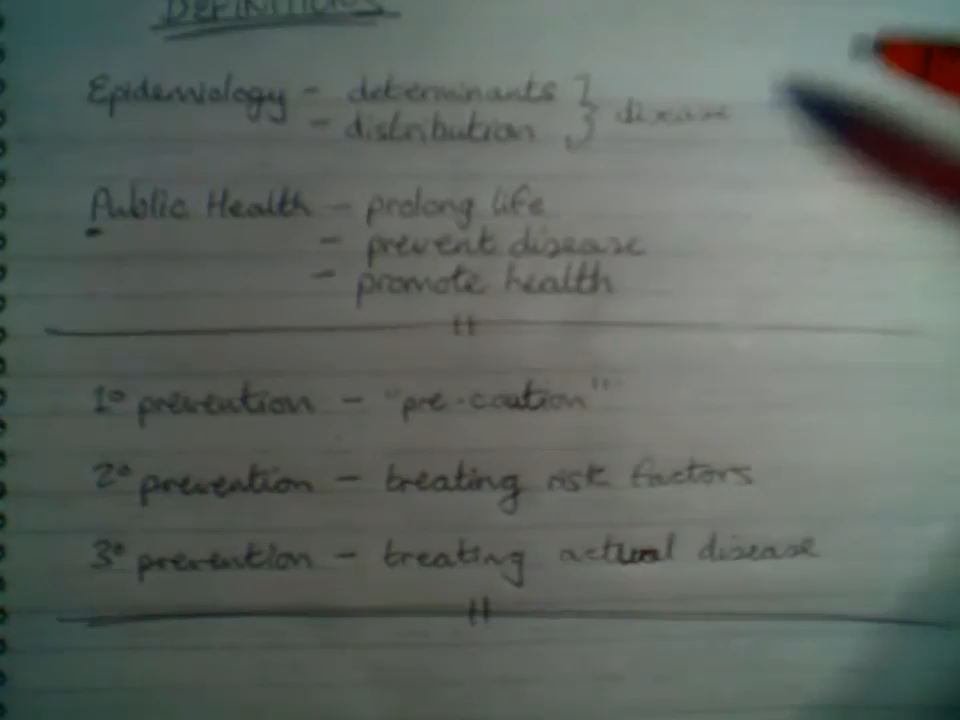 DEFINITIONS
Epidemiology - determinants } disease
- distribution
Public Health - prolong life
- prevent disease
- promote health
1° prevention - "pre-caution"
2° prevention - treating risk factors
3° prevention - treating actual disease